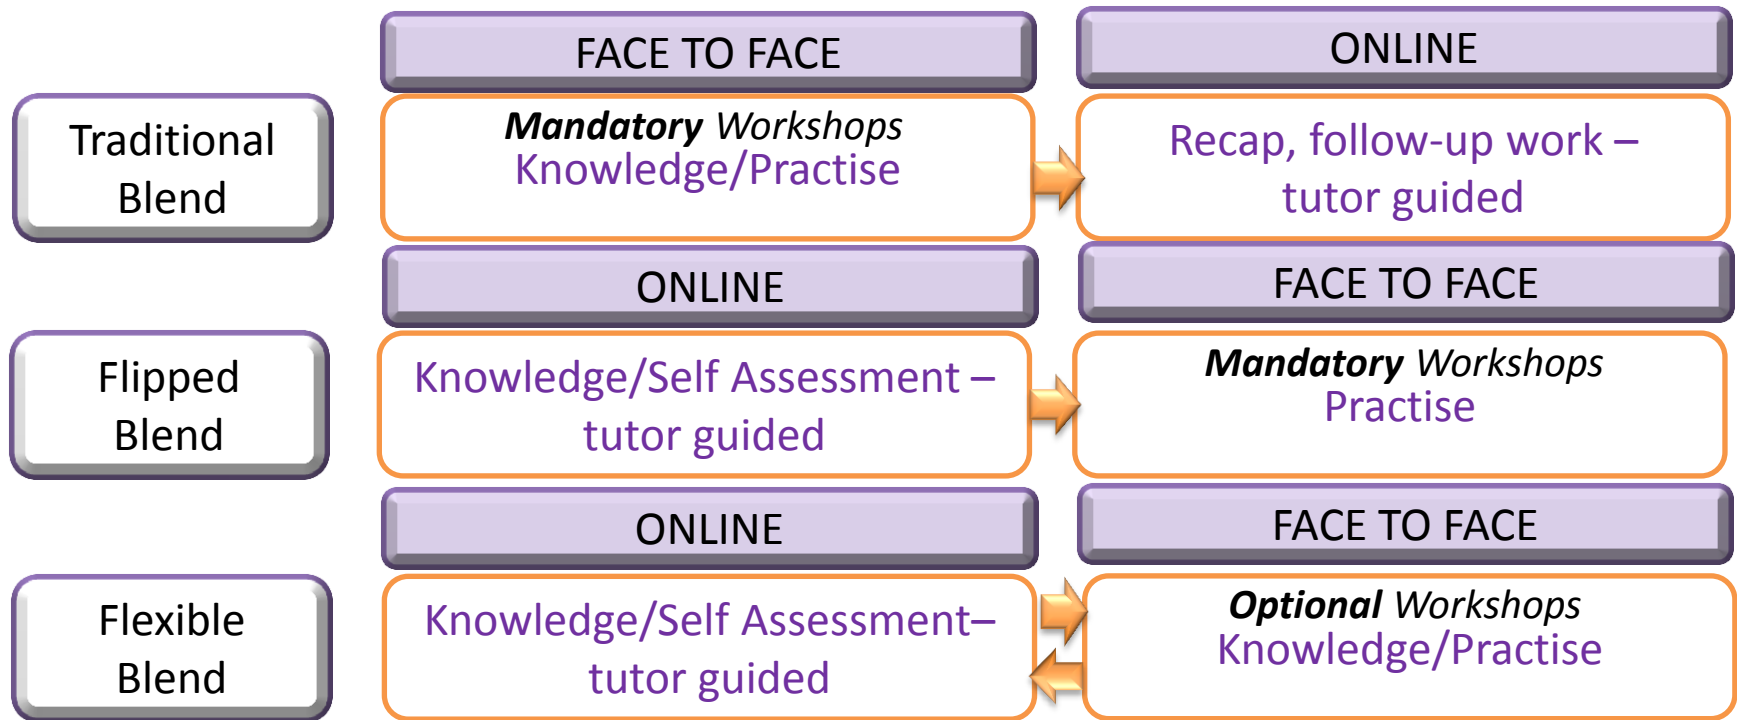 FACE TO FACE
ONLINE
Traditional
Blend
Mandatory Workshops
Knowledge/Practise
Recap, follow-up work –
tutor guided
ONLINE
FACE TO FACE
Flipped
Blend
Knowledge/Self Assessment –
tutor guided
Mandatory Workshops
Practise
ONLINE
FACE TO FACE
Flexible
Blend
Knowledge/Self Assessment–
tutor guided
Optional Workshops
Knowledge/Practise